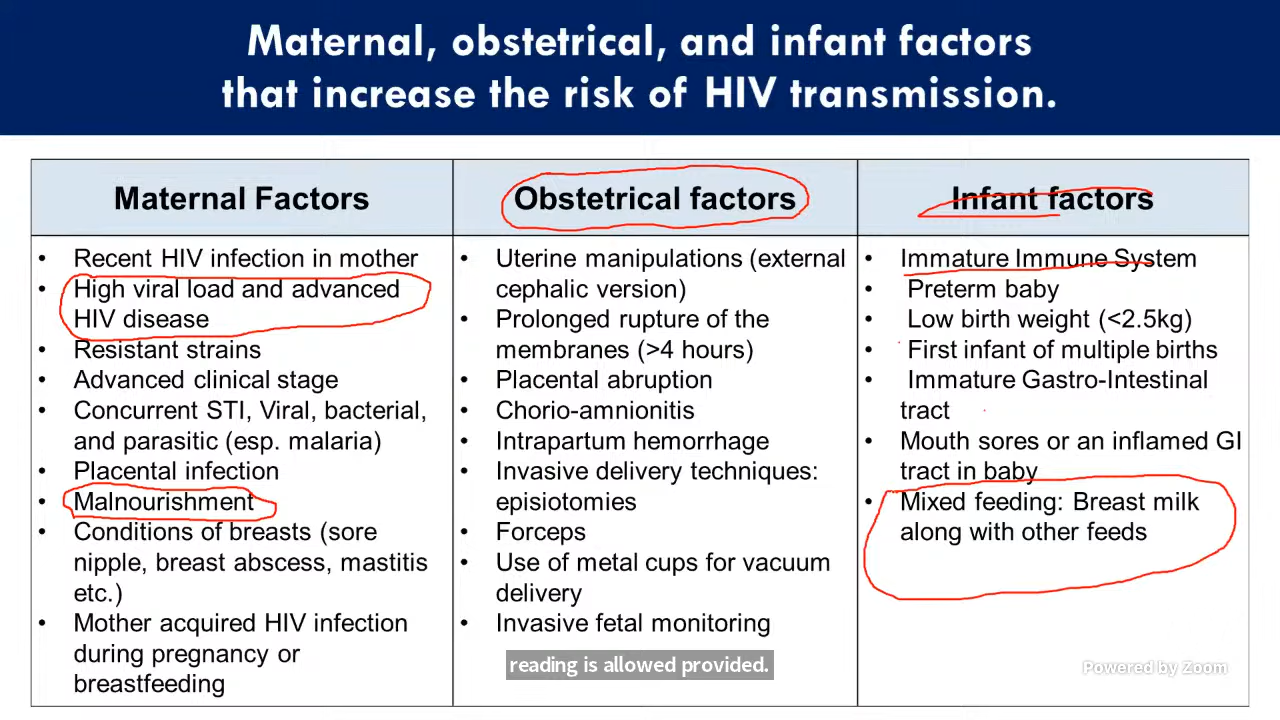 Maternal, obstetrical, and infant factors
that increase the risk of HIV transmission.
Maternal Factors
• Recent HIV infection in mother
• High viral load and advanced
HIV disease
• Resistant strains
• Advanced clinical stage
• Concurrent STI, Viral, bacterial,
and parasitic (esp. malaria)
• Placental infection
• Malnourishment
• Conditions of breasts (sore
nipple, breast abscess, mastitis
etc.)
• Mother acquired HIV infection
during pregnancy or
breastfeeding
Obstetrical factors
• Uterine manipulations (external
cephalic version)
• Prolonged rupture of the
membranes (>4 hours)
• Placental abruption
• Chorio-amnionitis
• Intrapartum hemorrhage
• Invasive delivery techniques:
episiotomies
• Forceps
• Use of metal cups for vacuum
delivery
• Invasive fetal monitoring
Infant factors
• Immature Immune System
• Preterm baby
• Low birth weight (<2.5kg)
• First infant of multiple births
• Immature Gastro-Intestinal
tract
• Mouth sores or an inflamed GI
tract in baby
• Mixed feeding: Breast milk
along with other feeds
reading is allowed provided.
Powered by Zoom